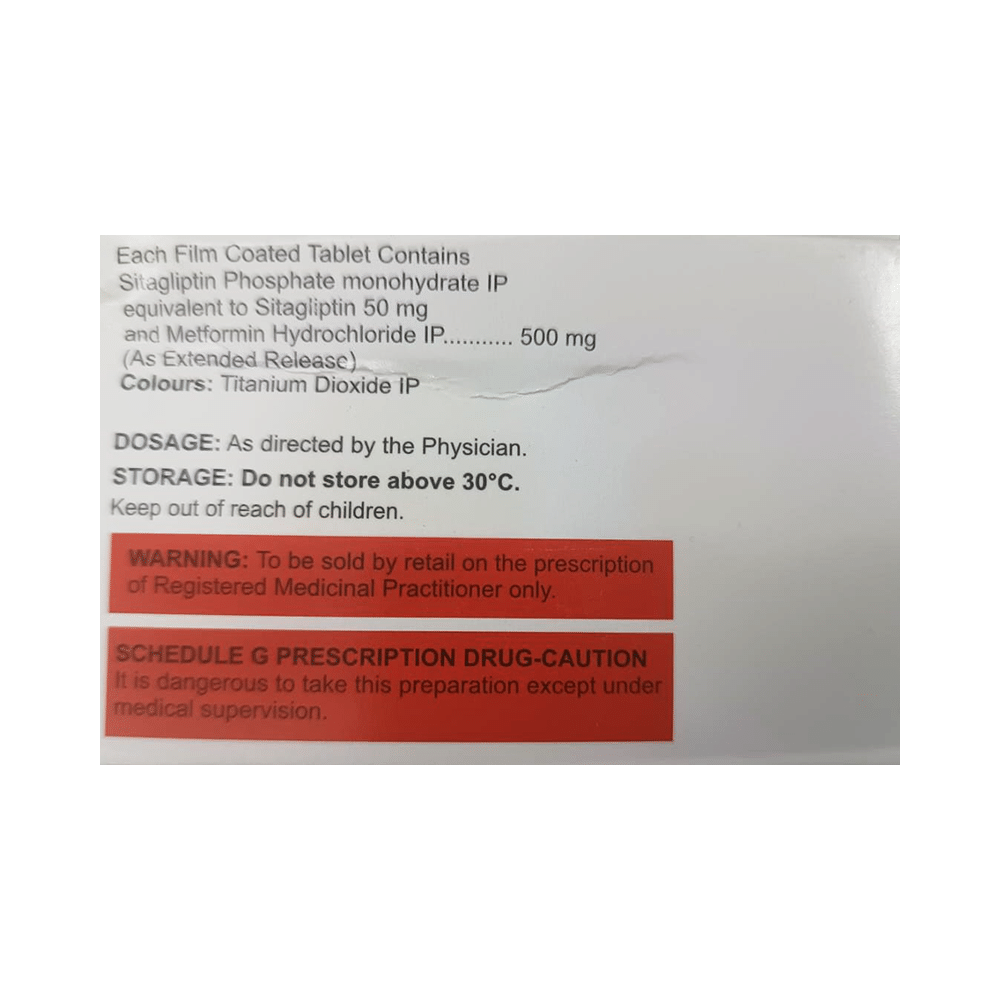 Each Film Coated Tablet Contains
Sitagliptin Phosphate monohydrate IP
equivalent to Sitagliptin 50 mg
and Metformin Hydrochloride IP........... 500 mg
(As Extended Release)
Colours: Titanium Dioxide IP
DOSAGE: As directed by the Physician.
STORAGE: Do not store above 30°C.
Keep out of reach of children.
WARNING: To be sold by retail on the prescription
of Registered Medicinal Practitioner only.
SCHEDULE G PRESCRIPTION DRUG-CAUTION
It is dangerous to take this preparation except under
medical supervision.